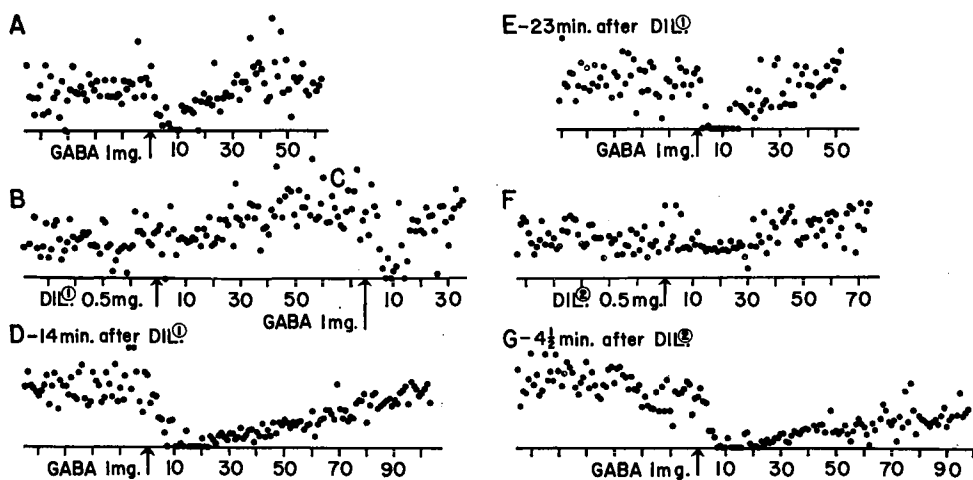 A
GABA 1mg. 10 30 50
B
C
DIL.① 0.5mg. 10 30 50 GABA 1mg. 10 30
D-14min. after DIL.①
GABA 1mg. 10 30 50 70 90
E-23min. after DIL.①
GABA 1mg. 10 30 50
F
DIL.② 0.5mg. 10 30 50 70
G-4½min. after DIL.②
GABA 1mg. 10 30 50 70 90